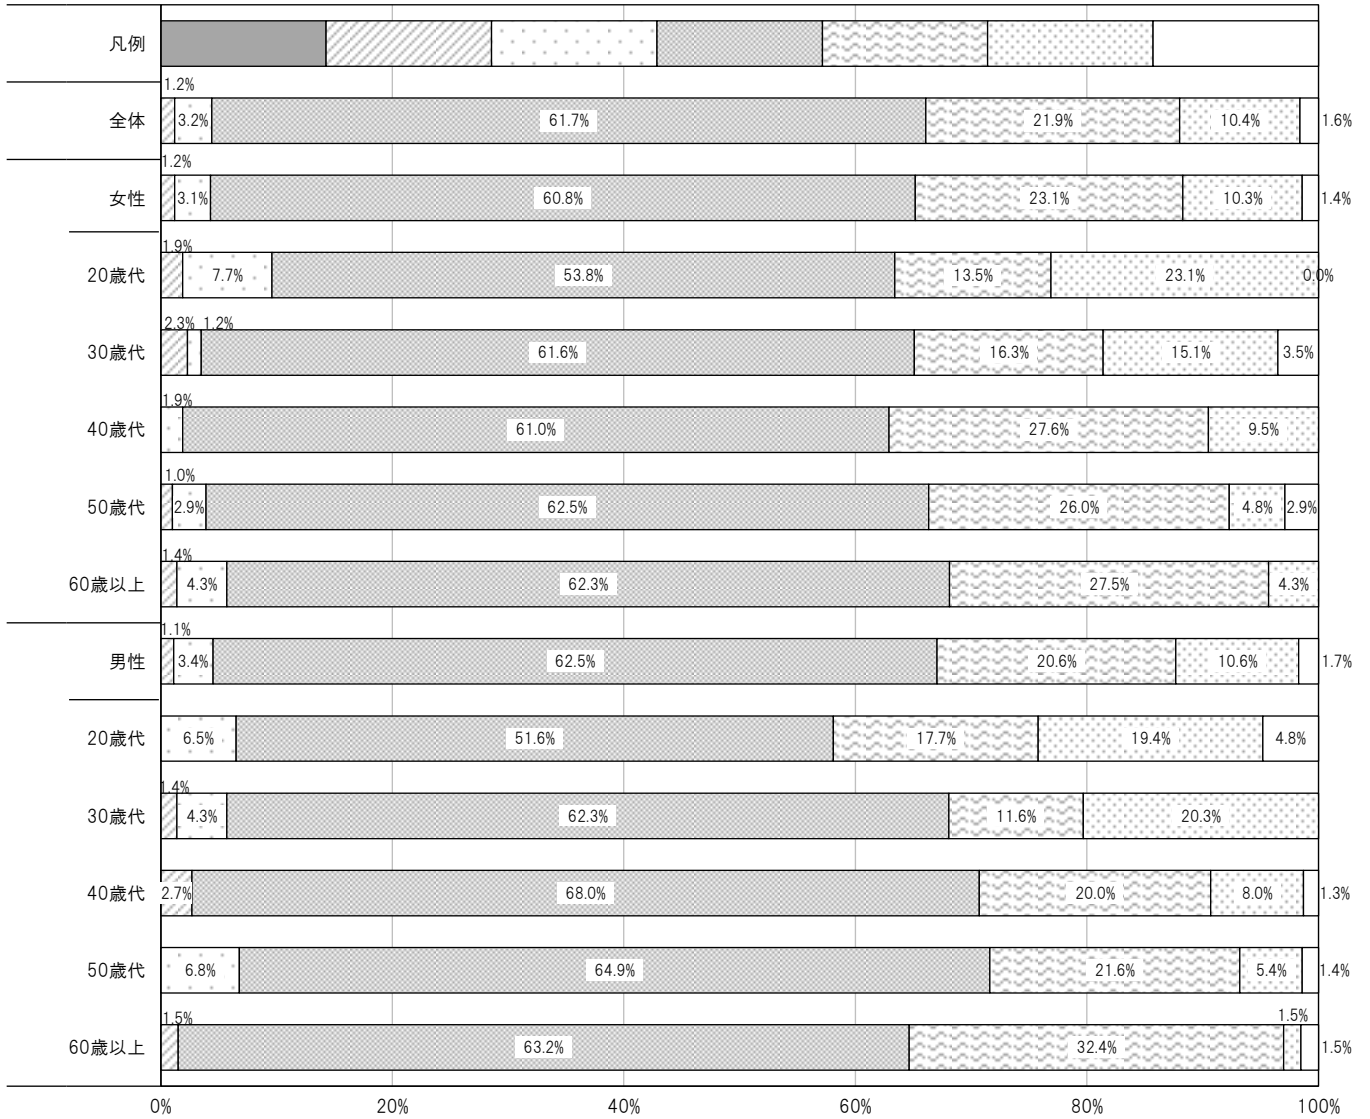 凡例
1.2%
全体 3.2% 61.7% 21.9% 10.4% 1.6%
1.2%
女性 3.1% 60.8% 23.1% 10.3% 1.4%
1.9%
20歳代 7.7% 53.8% 13.5% 23.1% 0.0%
2.3% 1.2%
30歳代 61.6% 16.3% 15.1% 3.5%
1.9%
40歳代 61.0% 27.6% 9.5%
1.0%
50歳代 2.9% 62.5% 26.0% 4.8% 2.9%
1.4%
60歳以上 4.3% 62.3% 27.5% 4.3%
1.1%
男性 3.4% 62.5% 20.6% 10.6% 1.7%
20歳代 6.5% 51.6% 17.7% 19.4% 4.8%
1.4%
30歳代 4.3% 62.3% 11.6% 20.3%
40歳代 2.7% 68.0% 20.0% 8.0% 1.3%
50歳代 6.8% 64.9% 21.6% 5.4% 1.4%
1.5% 1.5%
60歳以上 63.2% 32.4% 1.5%
0% 20% 40% 60% 80% 100%